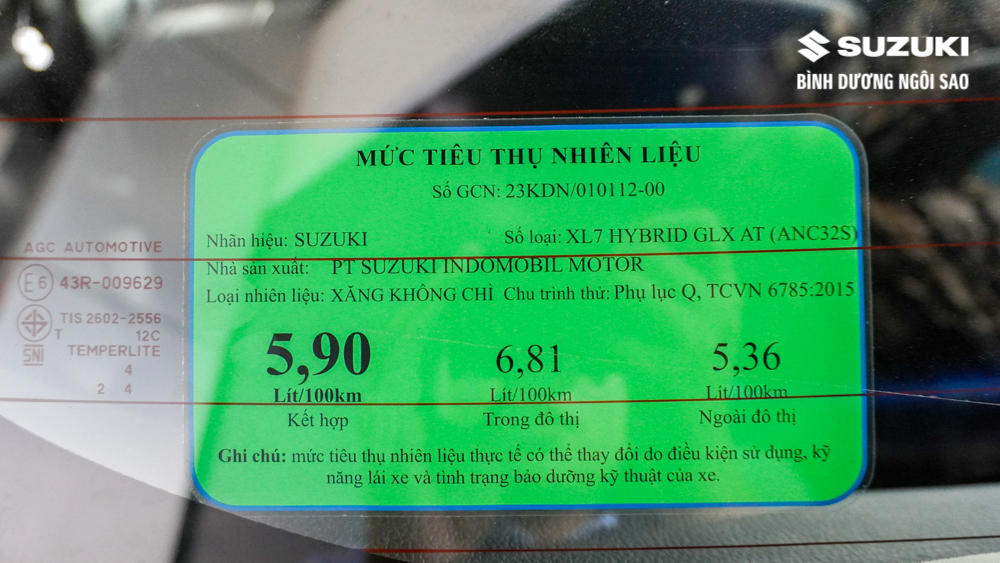 SUZUKI
BÌNH DƯƠNG NGÔI SAO
MỨC TIÊU THỤ NHIÊN LIỆU
Số GCN: 23KDN/010112-00
Nhãn hiệu: SUZUKI Số loại: XL7 HYBRID GLX AT (ANC32S)
Nhà sản xuất: PT SUZUKI INDOMOBIL MOTOR
Loại nhiên liệu: XĂNG KHÔNG CHÌ Chu trình thử: Phụ lục Q, TCVN 6785:2015
5,90 6,81 5,36
Lít/100km Lít/100km Lít/100km
Kết hợp Trong đô thị Ngoài đô thị
Ghi chú: mức tiêu thụ nhiên liệu thực tế có thể thay đổi do điều kiện sử dụng, kỹ
năng lái xe và tình trạng bảo dưỡng kỹ thuật của xe.
AGC AUTOMOTIVE
E6 43R-009629
TIS 2602-2556
T 12C
SNI TEMPERLITE
4
2 4